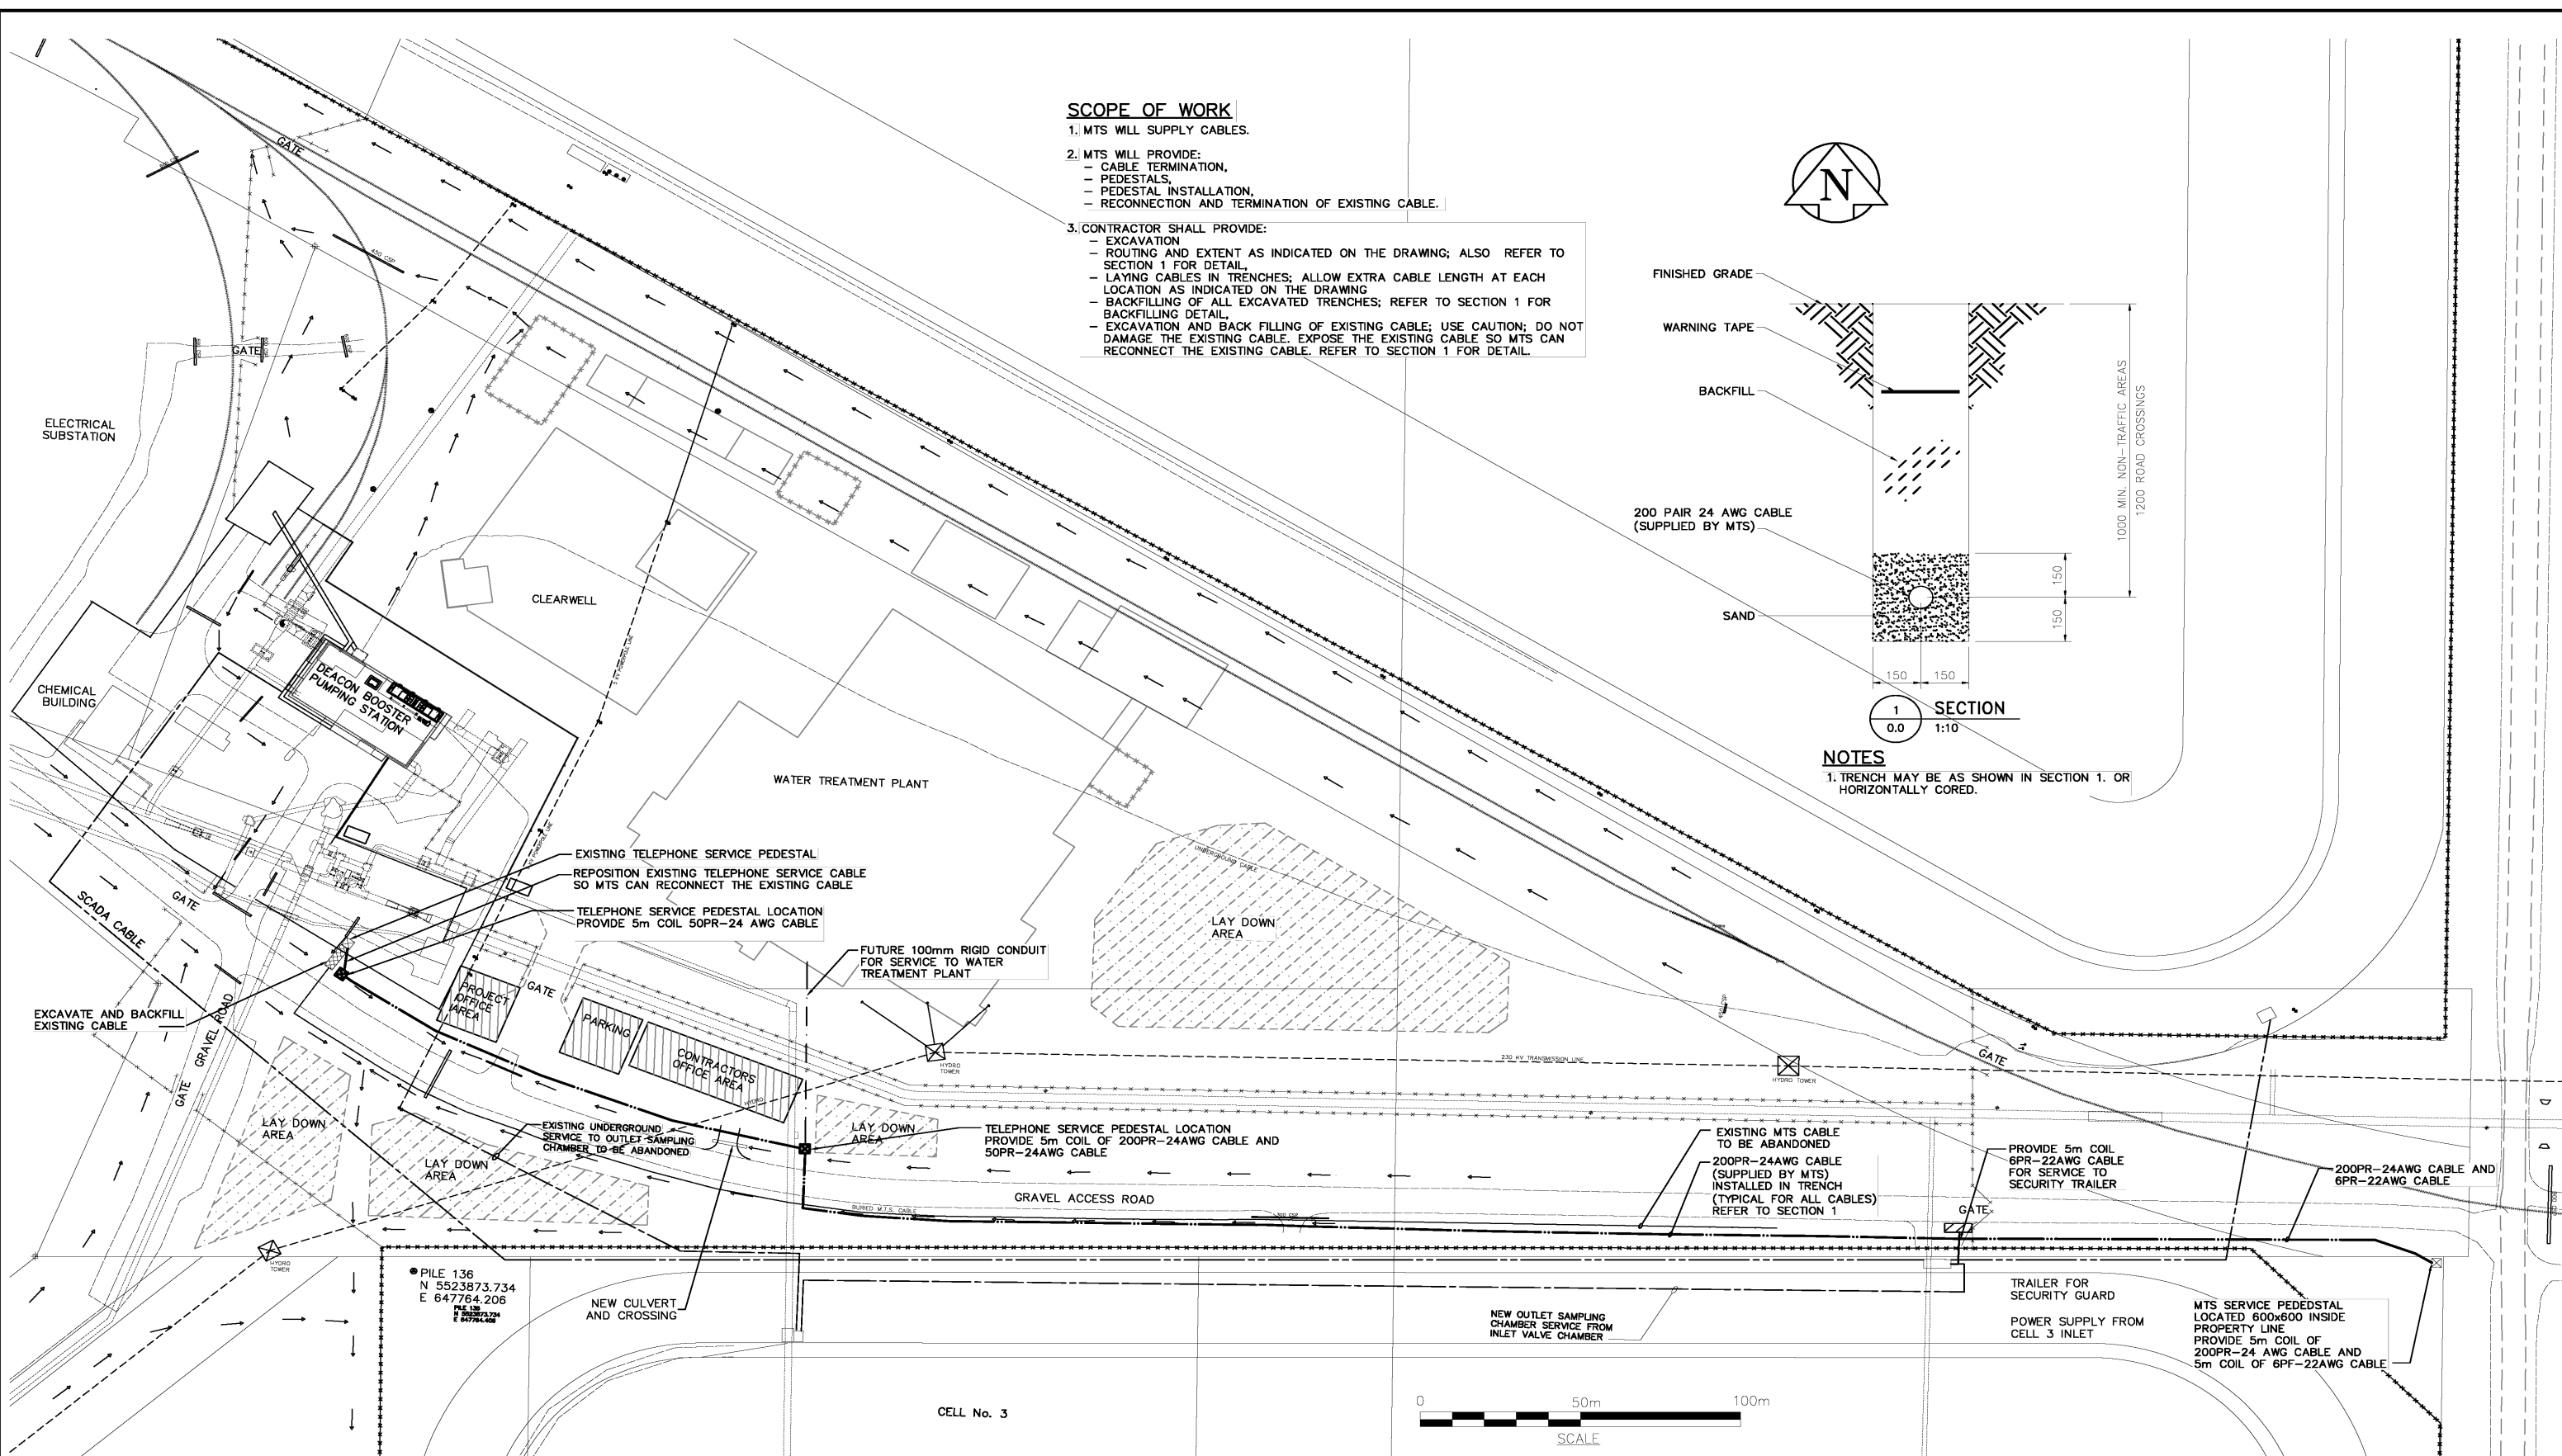 SCOPE OF WORK
1. MTS WILL SUPPLY CABLES.
2. MTS WILL PROVIDE:
– CABLE TERMINATION,
– PEDESTALS,
– PEDESTAL INSTALLATION,
– RECONNECTION AND TERMINATION OF EXISTING CABLE.
3. CONTRACTOR SHALL PROVIDE:
– EXCAVATION
– ROUTING AND EXTENT AS INDICATED ON THE DRAWING; ALSO REFER TO
SECTION 1 FOR DETAIL,
– LAYING CABLES IN TRENCHES; ALLOW EXTRA CABLE LENGTH AT EACH
LOCATION AS INDICATED ON THE DRAWING
– BACKFILLING OF ALL EXCAVATED TRENCHES; REFER TO SECTION 1 FOR
BACKFILLING DETAIL,
– EXCAVATION AND BACK FILLING OF EXISTING CABLE; USE CAUTION; DO NOT
DAMAGE THE EXISTING CABLE. EXPOSE THE EXISTING CABLE SO MTS CAN
RECONNECT THE EXISTING CABLE. REFER TO SECTION 1 FOR DETAIL.
N
FINISHED GRADE
WARNING TAPE
BACKFILL
200 PAIR 24 AWG CABLE
(SUPPLIED BY MTS)
SAND
1000 MIN. NON-TRAFFIC AREAS
1200 ROAD CROSSINGS
150
150
150
150
1
0.0
SECTION
1:10
NOTES
1. TRENCH MAY BE AS SHOWN IN SECTION 1. OR
HORIZONTALLY CORED.
GATE
450 CSP
GATE
ELECTRICAL
SUBSTATION
CLEARWELL
CHEMICAL
BUILDING
DEACON BOOSTER
PUMPING STATION
WATER TREATMENT PLANT
EXISTING TELEPHONE SERVICE PEDESTAL
REPOSITION EXISTING TELEPHONE SERVICE CABLE
SO MTS CAN RECONNECT THE EXISTING CABLE
TELEPHONE SERVICE PEDESTAL LOCATION
PROVIDE 5m COIL 50PR-24 AWG CABLE
UNDERGROUND CABLE
LAY DOWN
AREA
GATE
SCADA CABLE
FUTURE 100mm RIGID CONDUIT
FOR SERVICE TO WATER
TREATMENT PLANT
PROJECT
OFFICE
AREA
GATE
PARKING
CONTRACTORS
OFFICE AREA
EXCAVATE AND BACKFILL
EXISTING CABLE
GRAVEL ROAD
GATE
HYDRO
TOWER
230 KV TRANSMISSION LINE
HYDRO TOWER
GATE
450 CSP
HYDRO
LAY DOWN
AREA
LAY DOWN
AREA
LAY DOWN
AREA
EXISTING UNDERGROUND
SERVICE TO OUTLET SAMPLING
CHAMBER TO BE ABANDONED
TELEPHONE SERVICE PEDESTAL LOCATION
PROVIDE 5m COIL OF 200PR-24AWG CABLE AND
50PR-24AWG CABLE
EXISTING MTS CABLE
TO BE ABANDONED
200PR-24AWG CABLE
(SUPPLIED BY MTS)
INSTALLED IN TRENCH
(TYPICAL FOR ALL CABLES)
REFER TO SECTION 1
PROVIDE 5m COIL
6PR-22AWG CABLE
FOR SERVICE TO
SECURITY TRAILER
200PR-24AWG CABLE AND
6PR-22AWG CABLE
GATE
GRAVEL ACCESS ROAD
BURIED M.T.S. CABLE
HYDRO
TOWER
PILE 136
N 5523873.734
E 647764.206
PILE 136
N 5523873.734
NEW CULVERT
AND CROSSING
NEW OUTLET SAMPLING
CHAMBER SERVICE FROM
INLET VALVE CHAMBER
TRAILER FOR
SECURITY GUARD
POWER SUPPLY FROM
CELL 3 INLET
MTS SERVICE PEDEDSTAL
LOCATED 600x600 INSIDE
PROPERTY LINE
PROVIDE 5m COIL OF
200PR-24 AWG CABLE AND
5m COIL OF 6PF-22AWG CABLE
CELL No. 3
0 50m 100m
SCALE